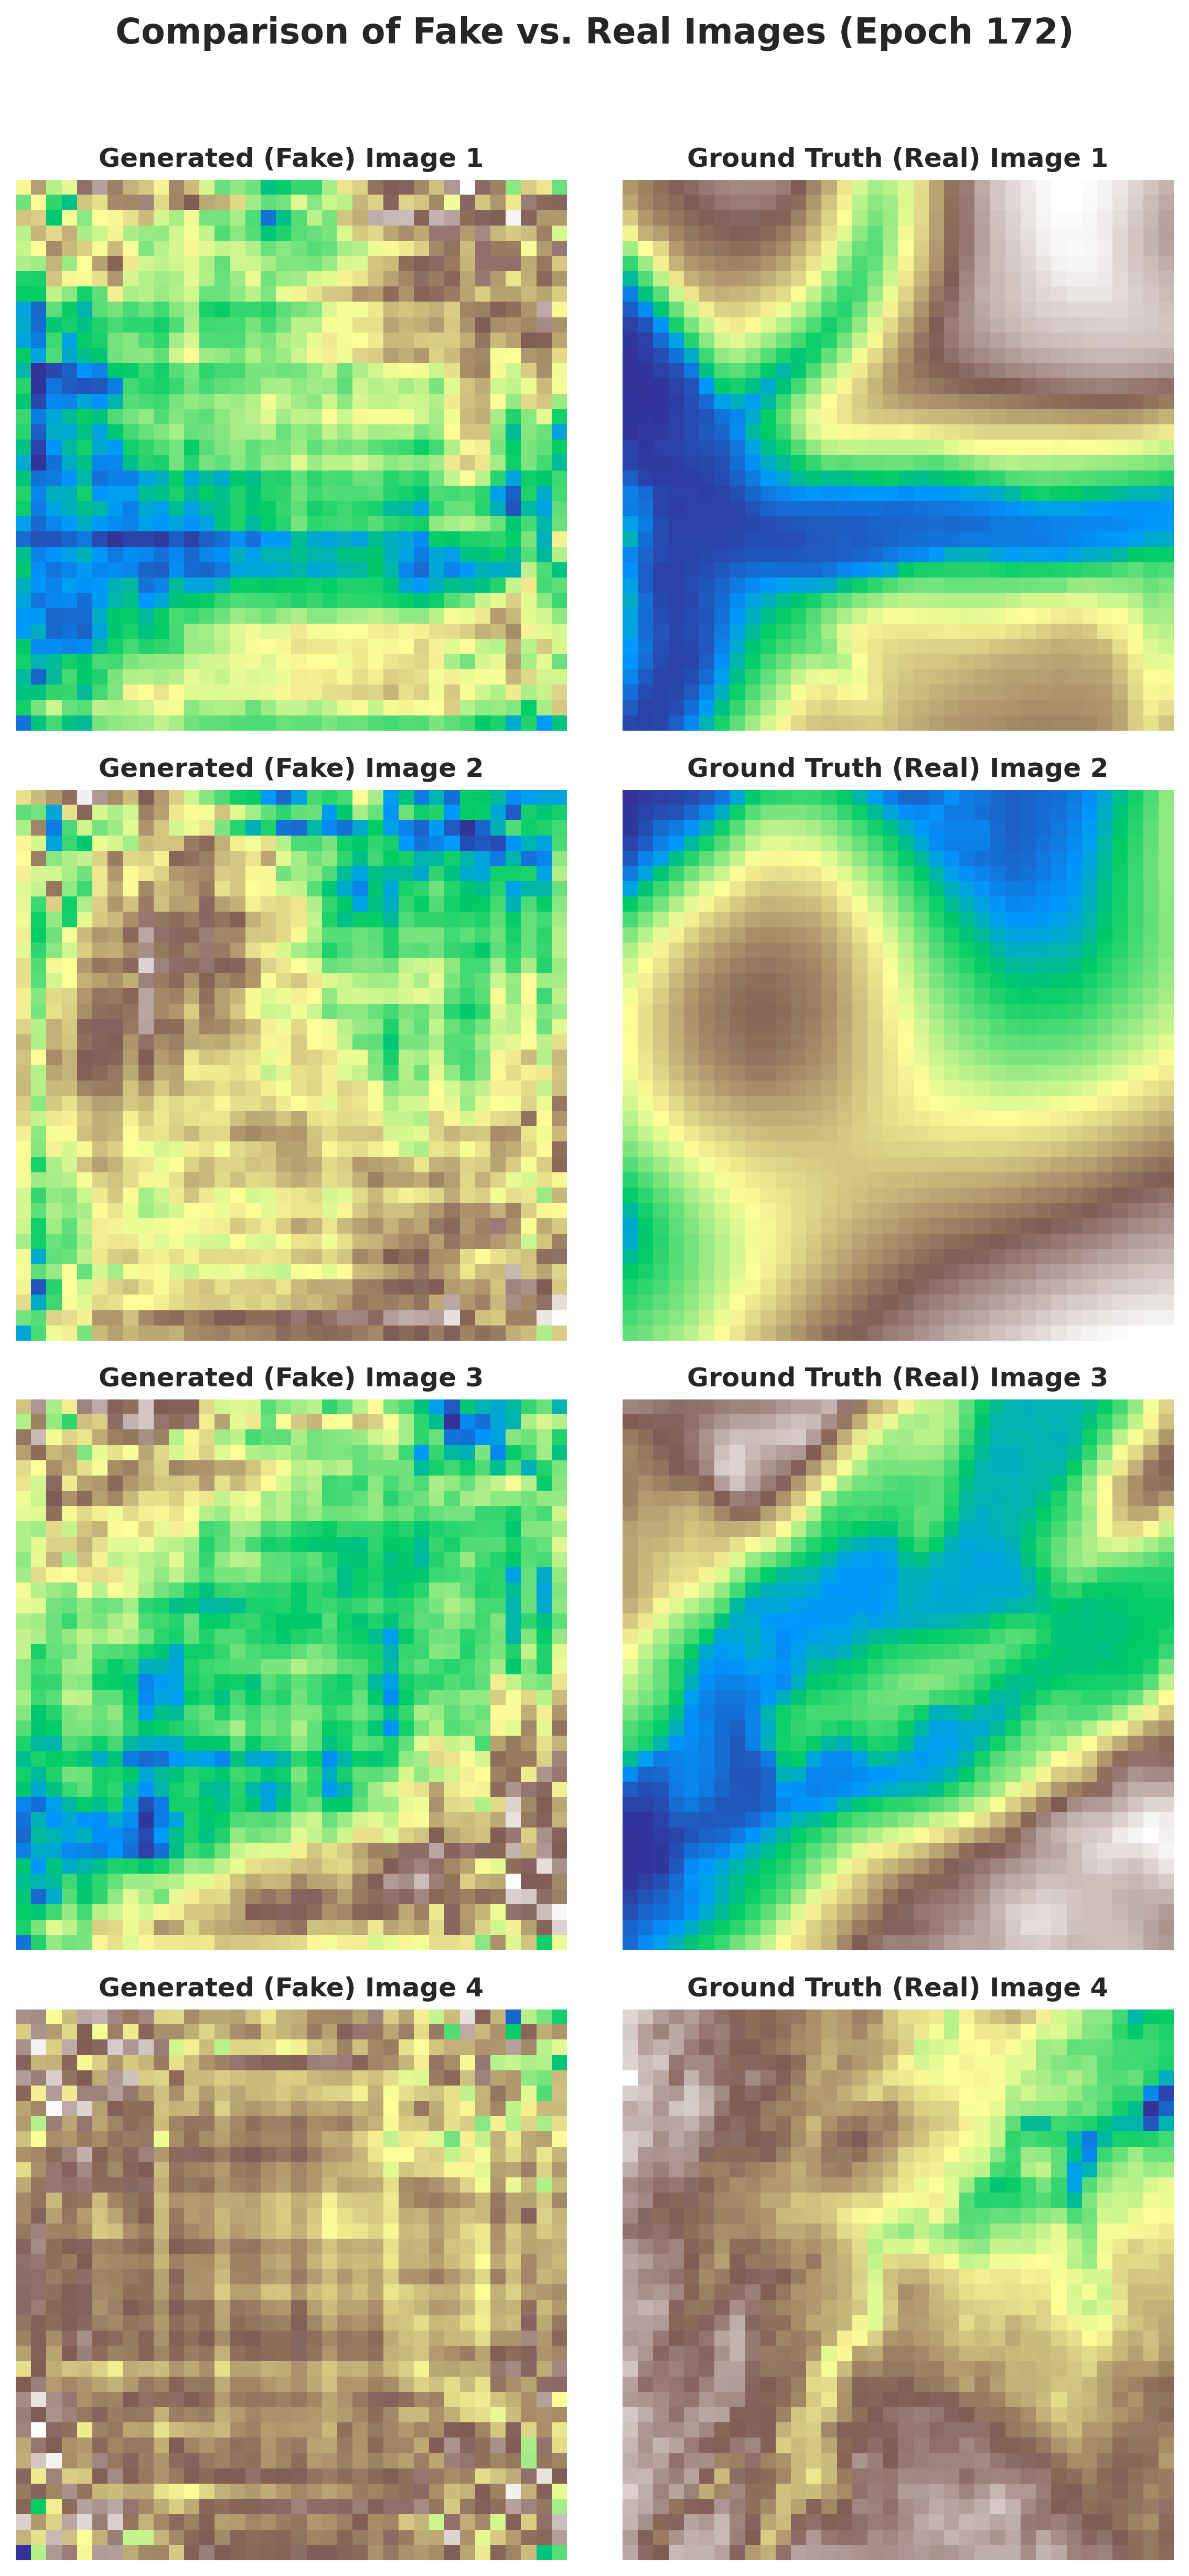 Comparison of Fake vs. Real Images (Epoch 172)
Generated (Fake) Image 1
Ground Truth (Real) Image 1
Generated (Fake) Image 2
Ground Truth (Real) Image 2
Generated (Fake) Image 3
Ground Truth (Real) Image 3
Generated (Fake) Image 4
Ground Truth (Real) Image 4